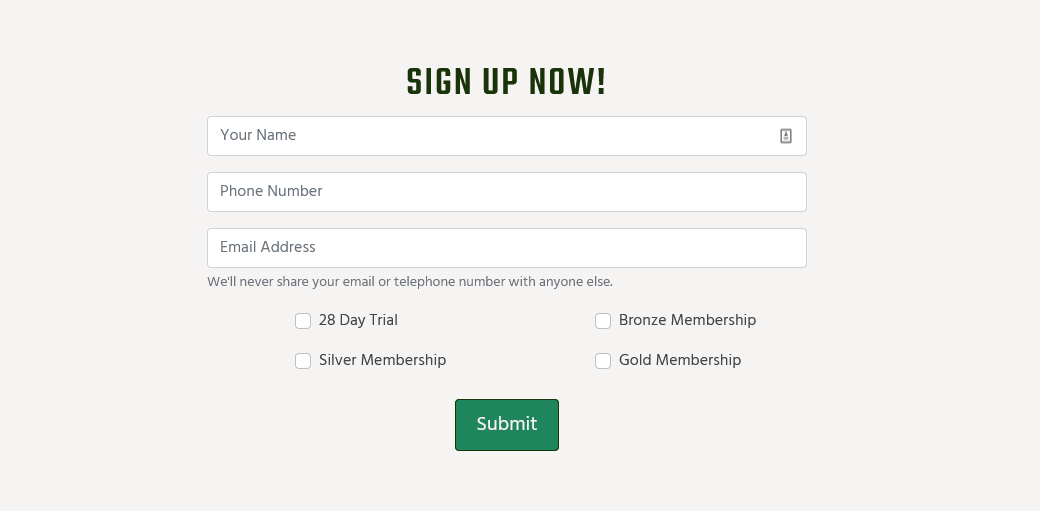 SIGN UP NOW!
Your Name
Phone Number
Email Address
We'll never share your email or telephone number with anyone else.
28 Day Trial
Bronze Membership
Silver Membership
Gold Membership
Submit